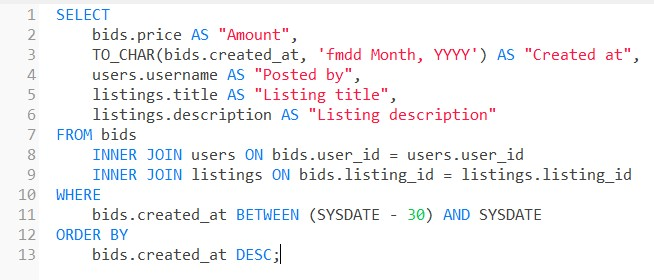 1 SELECT
2     bids.price AS "Amount",
3     TO_CHAR(bids.created_at, 'fmdd Month, YYYY') AS "Created at",
4     users.username AS "Posted by",
5     listings.title AS "Listing title",
6     listings.description AS "Listing description"
7 FROM bids
8     INNER JOIN users ON bids.user_id = users.user_id
9     INNER JOIN listings ON bids.listing_id = listings.listing_id
10 WHERE
11     bids.created_at BETWEEN (SYSDATE - 30) AND SYSDATE
12 ORDER BY
13     bids.created_at DESC;